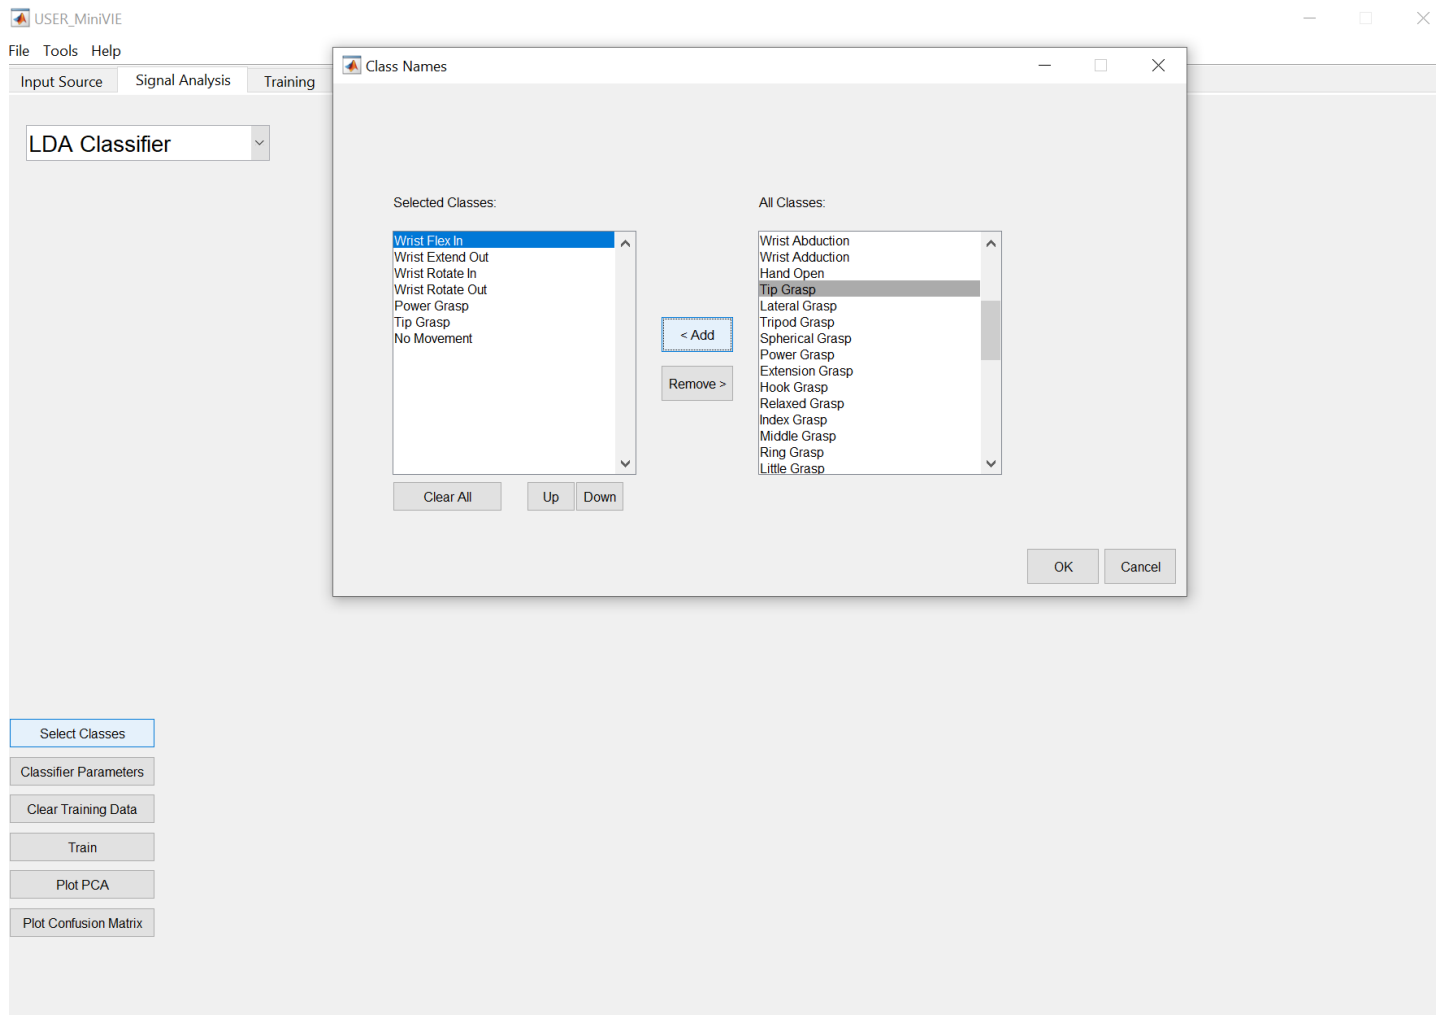 USER_MiniVIE
File Tools Help
Input Source Signal Analysis Training
LDA Classifier
Class Names
Selected Classes:
Wrist Flex In
Wrist Extend Out
Wrist Rotate In
Wrist Rotate Out
Power Grasp
Tip Grasp
No Movement
< Add
Remove >
All Classes:
Wrist Abduction
Wrist Adduction
Hand Open
Tip Grasp
Lateral Grasp
Tripod Grasp
Spherical Grasp
Power Grasp
Extension Grasp
Hook Grasp
Relaxed Grasp
Index Grasp
Middle Grasp
Ring Grasp
Little Grasp
Clear All Up Down
OK Cancel
Select Classes
Classifier Parameters
Clear Training Data
Train
Plot PCA
Plot Confusion Matrix